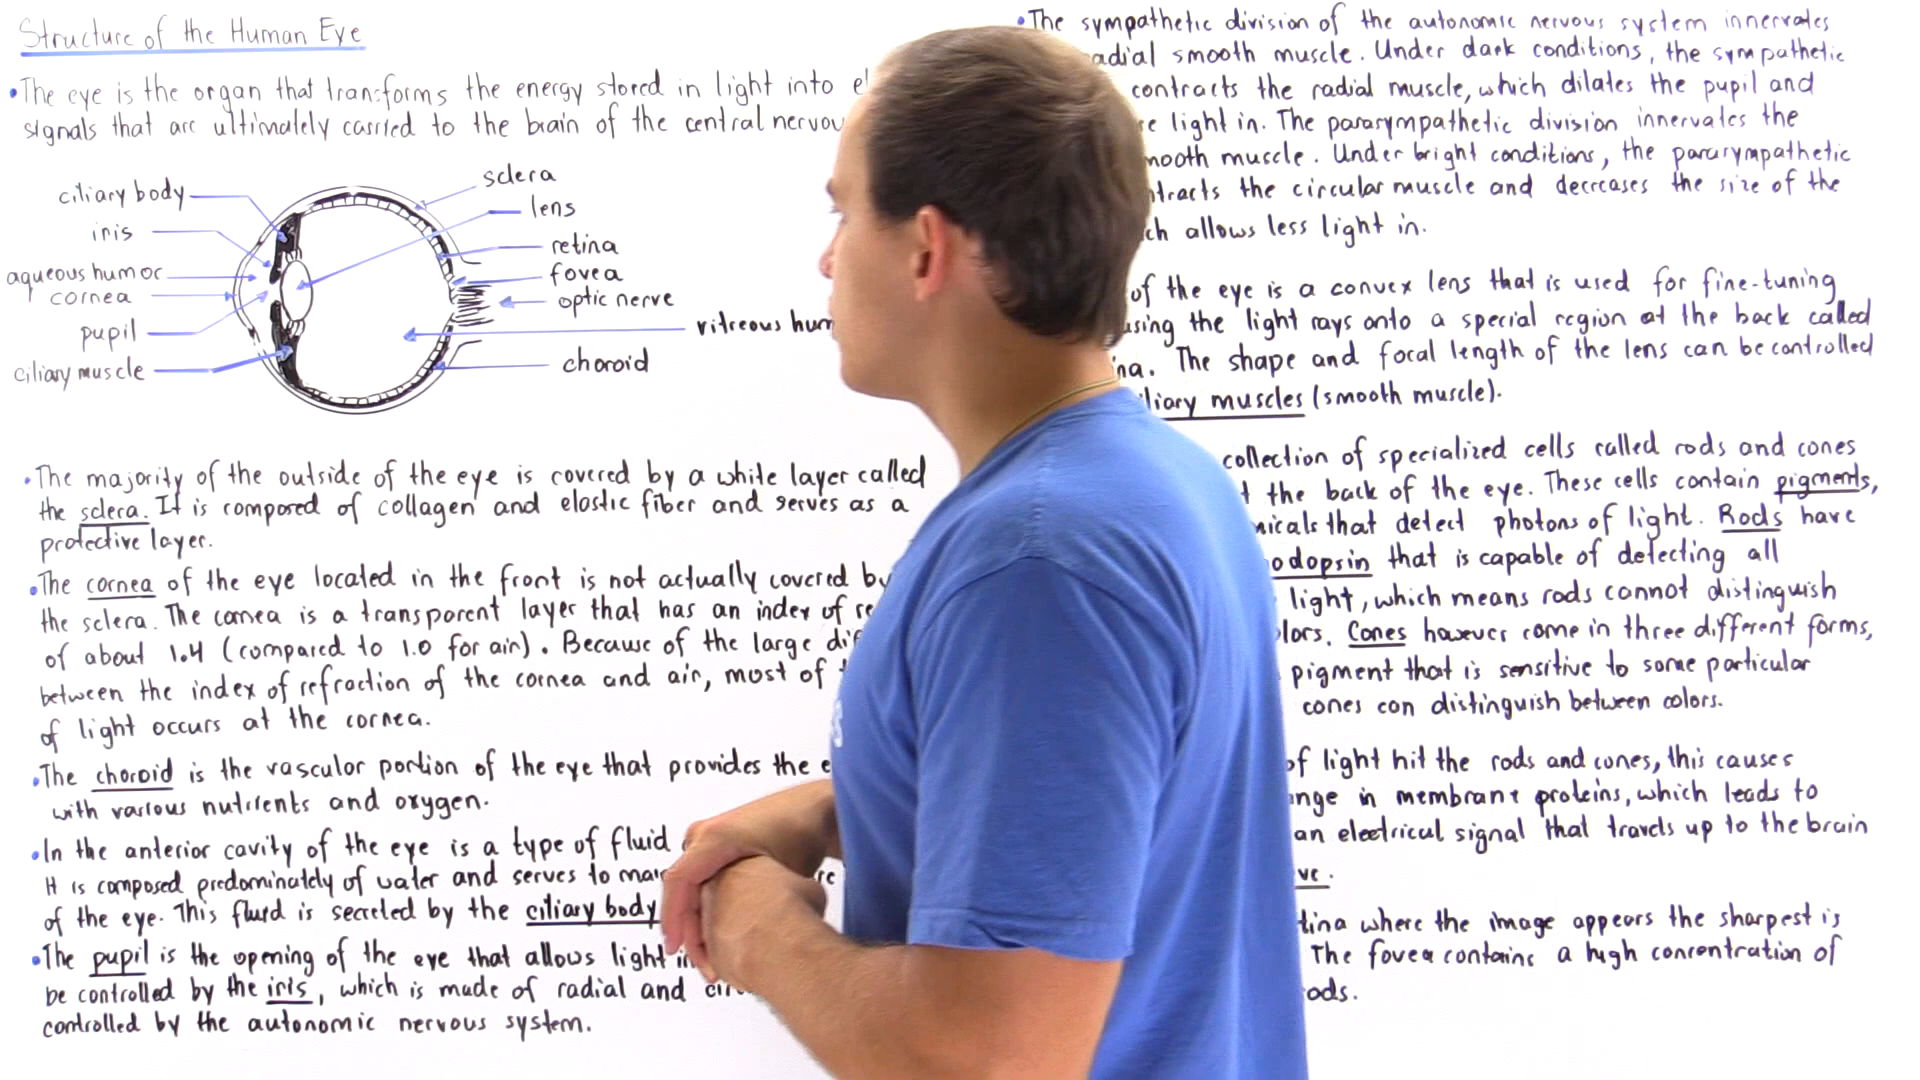 Structure of the Human Eye
• The eye is the organ that transforms the energy stored in light into
signals that are ultimately carried to the brain of the central
ciliary body
iris
aqueous humor
cornea
pupil
ciliary muscle
sclera
lens
retina
fovea
optic nerve
vitreous
choroid
• The majority of the outside of the eye is covered by a white layer called
the sclera. It is composed of collagen and elastic fiber and serves as a
protective layer.
• The cornea of the eye located in the front is not actually covered by
the sclera. The cornea is a transparent layer that has an index of
of about 1.4 (compared to 1.0 for air). Because of the large
between the index of refraction of the cornea and air, most of
of light occurs at the cornea.
• The choroid is the vascular portion of the eye that provides the
with various nutrients and oxygen.
• In the anterior cavity of the eye is a type of fluid
It is composed predominately of water and serves to
of the eye. This fluid is secreted by the ciliary body
• The pupil is the opening of the eye that allows light
be controlled by the iris, which is made of radial and
controlled by the autonomic nervous system.
• The sympathetic division of the autonomic nervous system innervates
smooth muscle. Under dark conditions, the sympathetic
contracts the radial muscle, which dilates the pupil and
light in. The parasympathetic division innervates the
muscle. Under bright conditions, the parasympathetic
the circular muscle and decreases the size of the
allows less light in.
of the eye is a convex lens that is used for fine-tuning
the light rays onto a special region at the back called
The shape and focal length of the lens can be controlled
muscles (smooth muscle).
collection of specialized cells called rods and cones
the back of the eye. These cells contain pigments,
that detect photons of light. Rods have
that is capable of detecting all
light, which means rods cannot distinguish
Cones however come in three different forms,
pigment that is sensitive to some particular
cones can distinguish between colors.
of light hit the rods and cones, this causes
in membrane proteins, which leads to
an electrical signal that travels up to the brain
where the image appears the sharpest is
The fovea contains a high concentration of